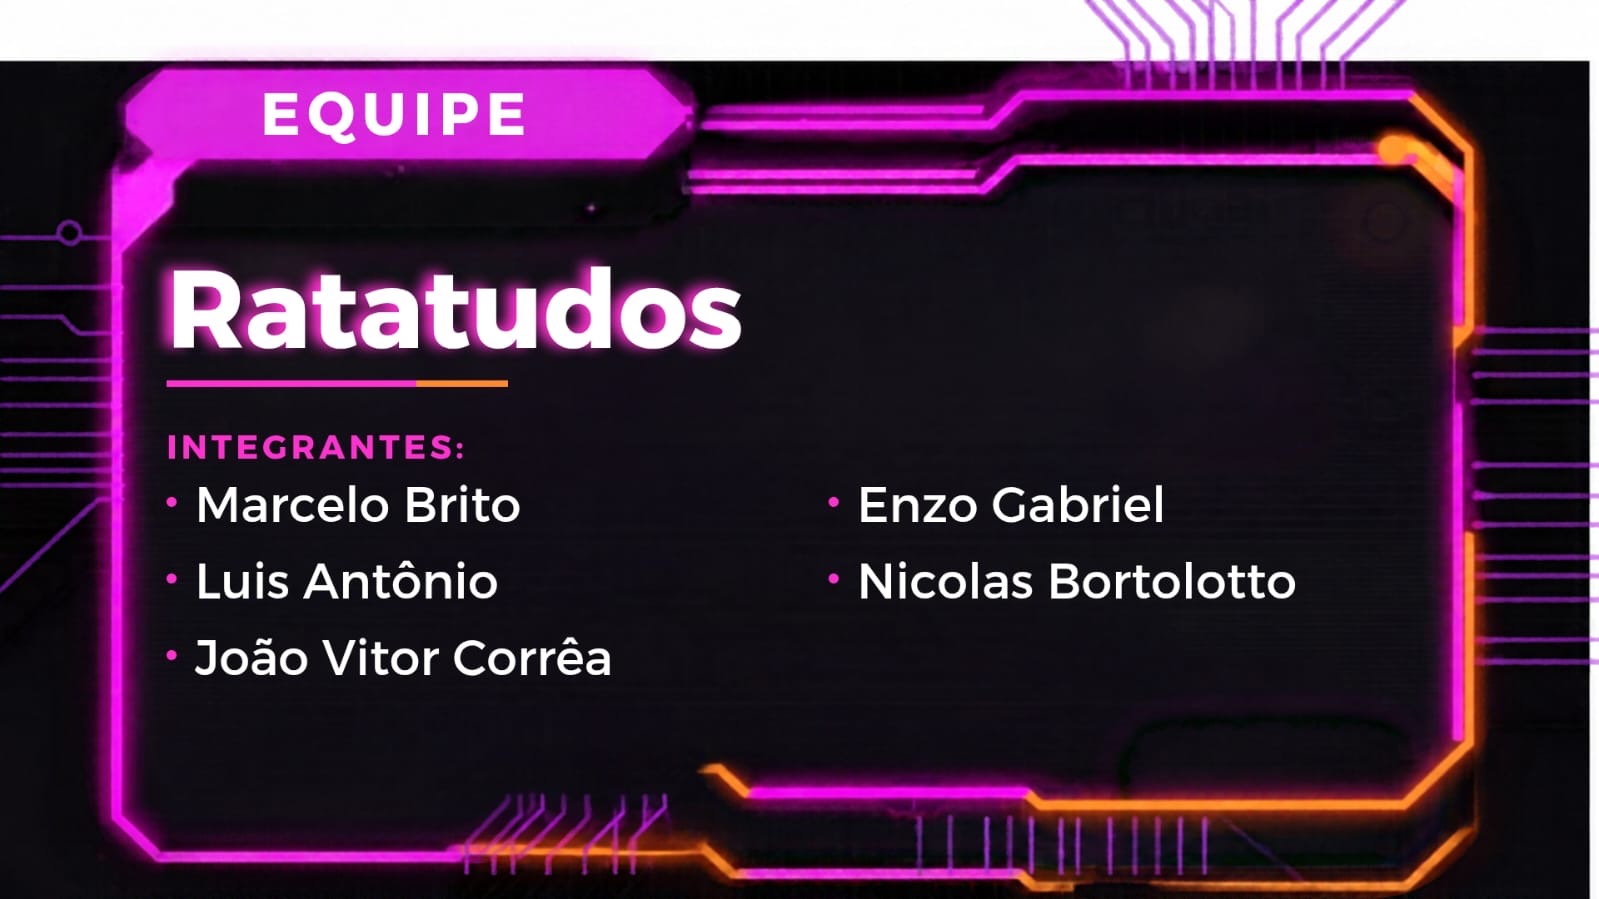 EQUIPE
Ratatudos
INTEGRANTES:
• Marcelo Brito
• Luis Antônio
• João Vitor Corrêa
• Enzo Gabriel
• Nicolas Bortolotto